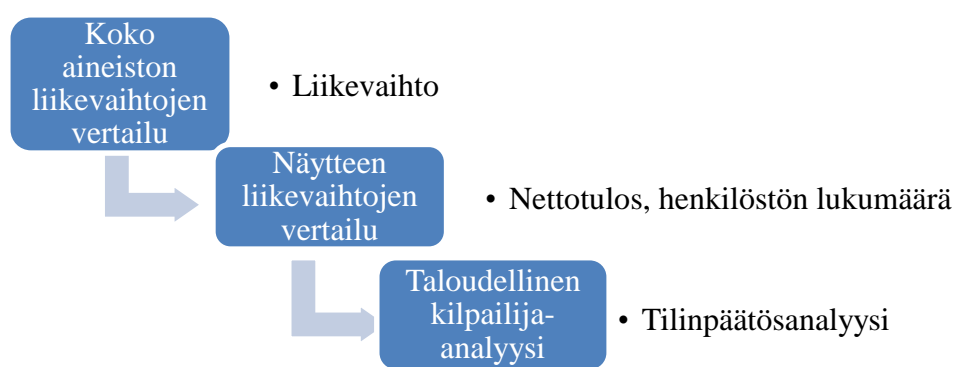 Koko
aineiston
liikevaihtojen
vertailu
• Liikevaihto
Näytteen
liikevaihtojen
vertailu
• Nettotulos, henkilöstön lukumäärä
Taloudellinen
kilpailija-
analyysi
• Tilinpäätösanalyysi